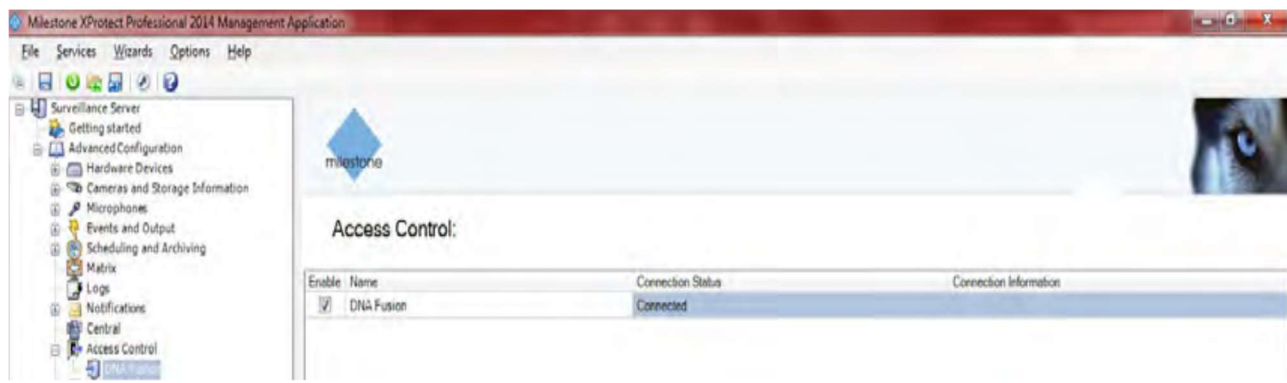 Milestone XProtect Professional 2014 Management Application
File Services Wizards Options Help
Surveillance Server
Getting started
Advanced Configuration
Hardware Devices
Cameras and Storage Information
Microphones
Events and Output
Scheduling and Archiving
Matrix
Logs
Notifications
Central
Access Control
DNA Fusion
milestone
Access Control:
Enable Name Connection Status Connection Information
DNA Fusion Connected